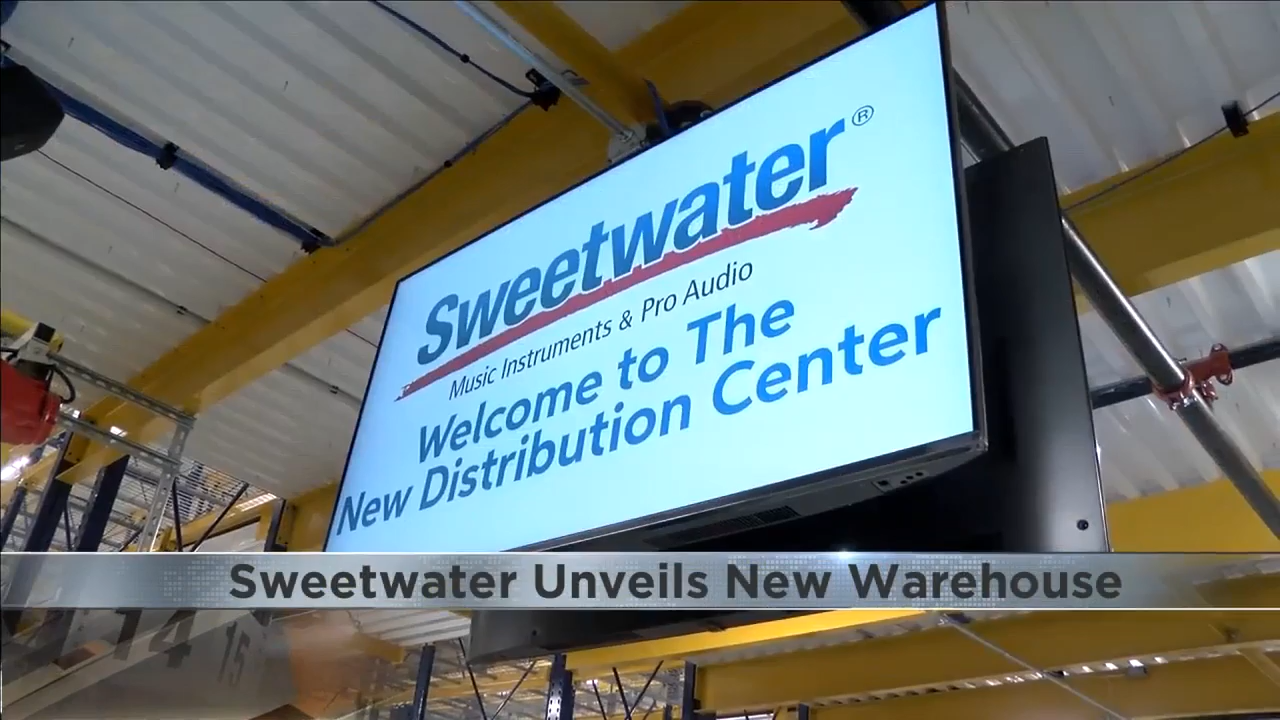 Sweetwater®
Music Instruments & Pro Audio
Welcome to The
New Distribution Center
Sweetwater Unveils New Warehouse
14
15